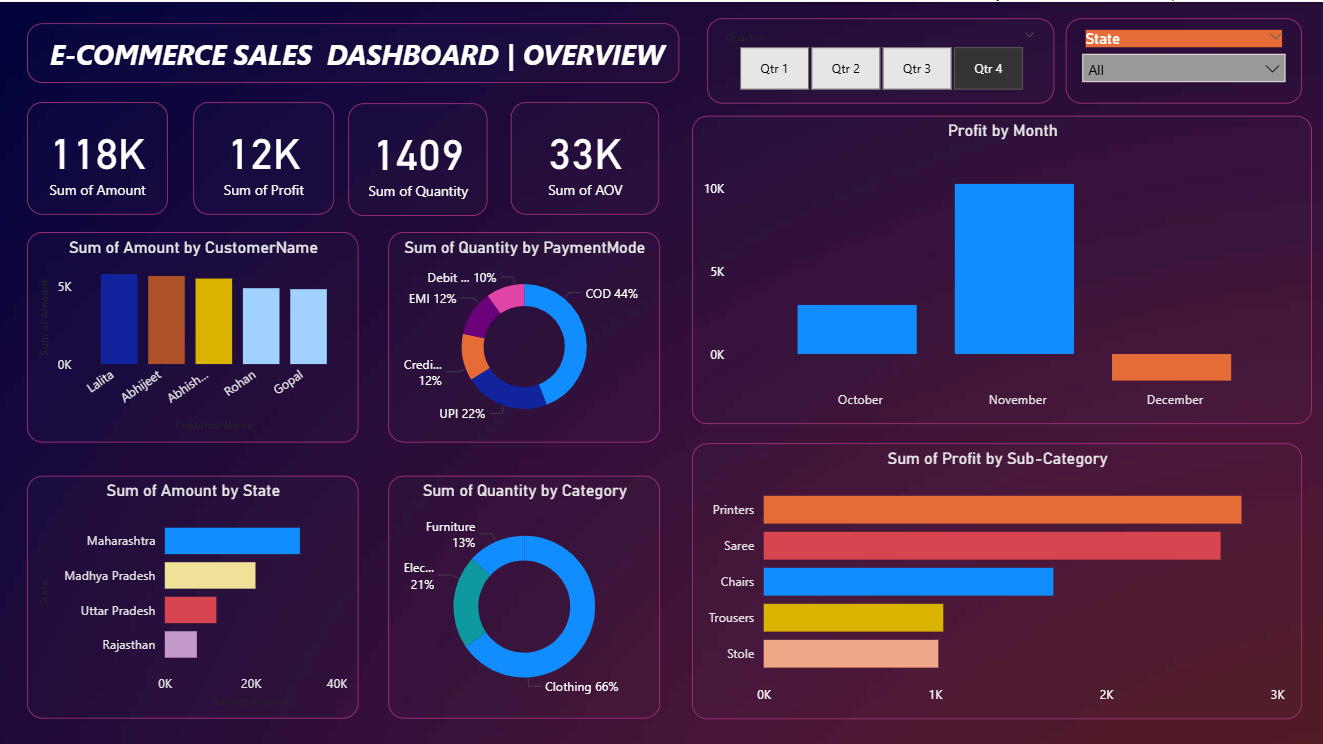 E-COMMERCE SALES DASHBOARD | OVERVIEW
Quarter
Qtr 1
Qtr 2
Qtr 3
Qtr 4
State
All
118K
Sum of Amount
12K
Sum of Profit
1409
Sum of Quantity
33K
Sum of AOV
Profit by Month
10K
5K
0K
October
November
December
Sum of Amount by CustomerName
Sum of Amount
5K
0K
Lalita
Abhijeet
Abhish...
Rohan
Gopal
CustomerName
Sum of Quantity by PaymentMode
Debit ... 10%
COD 44%
EMI 12%
Credi...
12%
UPI 22%
Sum of Amount by State
State
Maharashtra
Madhya Pradesh
Uttar Pradesh
Rajasthan
0K
20K
40K
Sum of Amount
Sum of Quantity by Category
Furniture
13%
Elec...
21%
Clothing 66%
Sum of Profit by Sub-Category
Printers
Saree
Chairs
Trousers
Stole
0K
1K
2K
3K